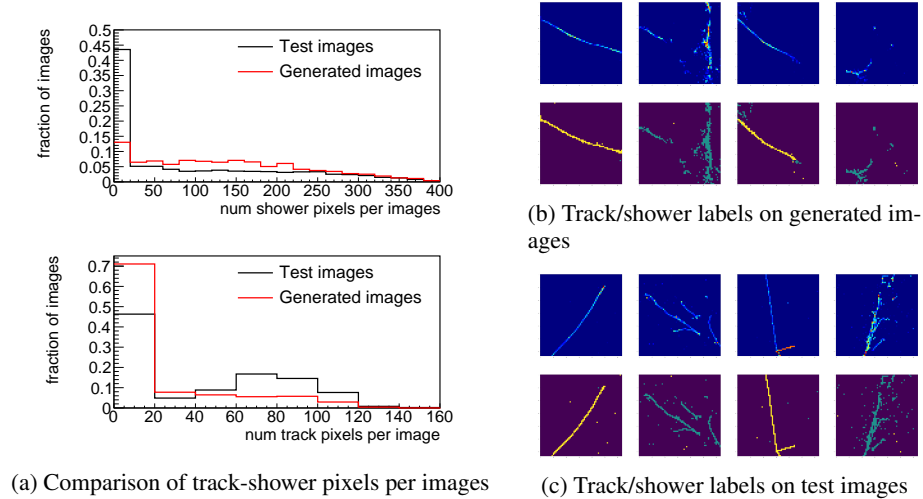 0.5
0.45
0.4
0.35
0.3
0.25
0.2
0.15
0.1
0.05
0
fraction of images
Test images
Generated images
0 50 100 150 200 250 300 350 400
num shower pixels per images
0.7
0.6
0.5
0.4
0.3
0.2
0.1
0
fraction of images
Test images
Generated images
0 20 40 60 80 100 120 140 160
num track pixels per image
(a) Comparison of track-shower pixels per images
(b) Track/shower labels on generated im-
ages
(c) Track/shower labels on test images